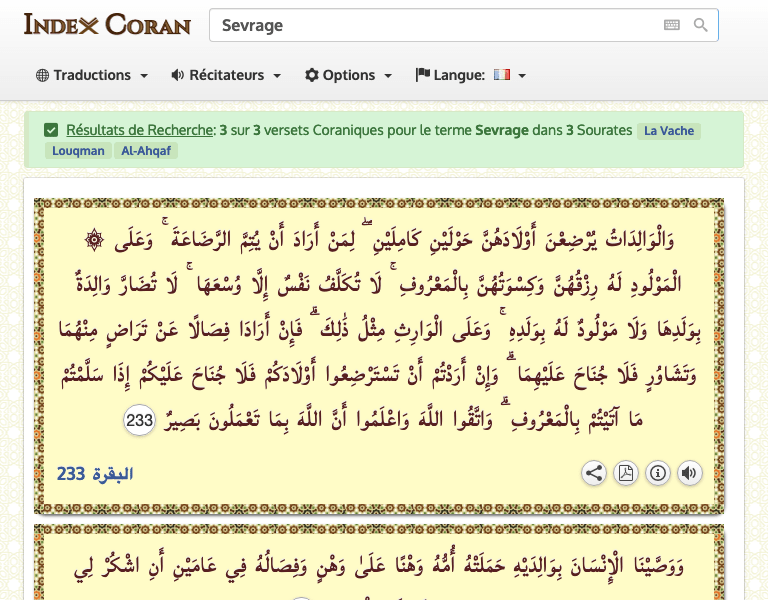 Index Coran
Sevrage
Traductions
Récitateurs
Options
Langue:
Résultats de Recherche: 3 sur 3 versets Coraniques pour le terme Sevrage dans 3 Sourates La Vache
Louqman Al-Ahqaf
۞ وَالْوَالِدَاتُ يُرْضِعْنَ أَوْلَادَهُنَّ حَوْلَيْنِ كَامِلَيْنِ ۖ لِمَنْ أَرَادَ أَنْ يُتِمَّ الرَّضَاعَةَ ۚ وَعَلَى
الْمَوْلُودِ لَهُ رِزْقُهُنَّ وَكِسْوَتُهُنَّ بِالْمَعْرُوفِ ۚ لَا تُكَلَّفُ نَفْسٌ إِلَّا وُسْعَهَا ۚ لَا تُضَارَّ وَالِدَةٌ
بِوَلَدِهَا وَلَا مَوْلُودٌ لَهُ بِوَلَدِهِ ۚ وَعَلَى الْوَارِثِ مِثْلُ ذَٰلِكَ ۗ فَإِنْ أَرَادَا فِصَالًا عَنْ تَرَاضٍ مِنْهُمَا
وَتَشَاوُرٍ فَلَا جُنَاحَ عَلَيْهِمَا ۗ وَإِنْ أَرَدْتُمْ أَنْ تَسْتَرْضِعُوا أَوْلَادَكُمْ فَلَا جُنَاحَ عَلَيْكُمْ إِذَا سَلَّمْتُمْ
مَا آتَيْتُمْ بِالْمَعْرُوفِ ۗ وَاتَّقُوا اللَّهَ وَاعْلَمُوا أَنَّ اللَّهَ بِمَا تَعْمَلُونَ بَصِيرٌ 233
البقرة 233
وَوَصَّيْنَا الْإِنْسَانَ بِوَالِدَيْهِ حَمَلَتْهُ أُمُّهُ وَهْنًا عَلَىٰ وَهْنٍ وَفِصَالُهُ فِي عَامَيْنِ أَنِ اشْكُرْ لِي